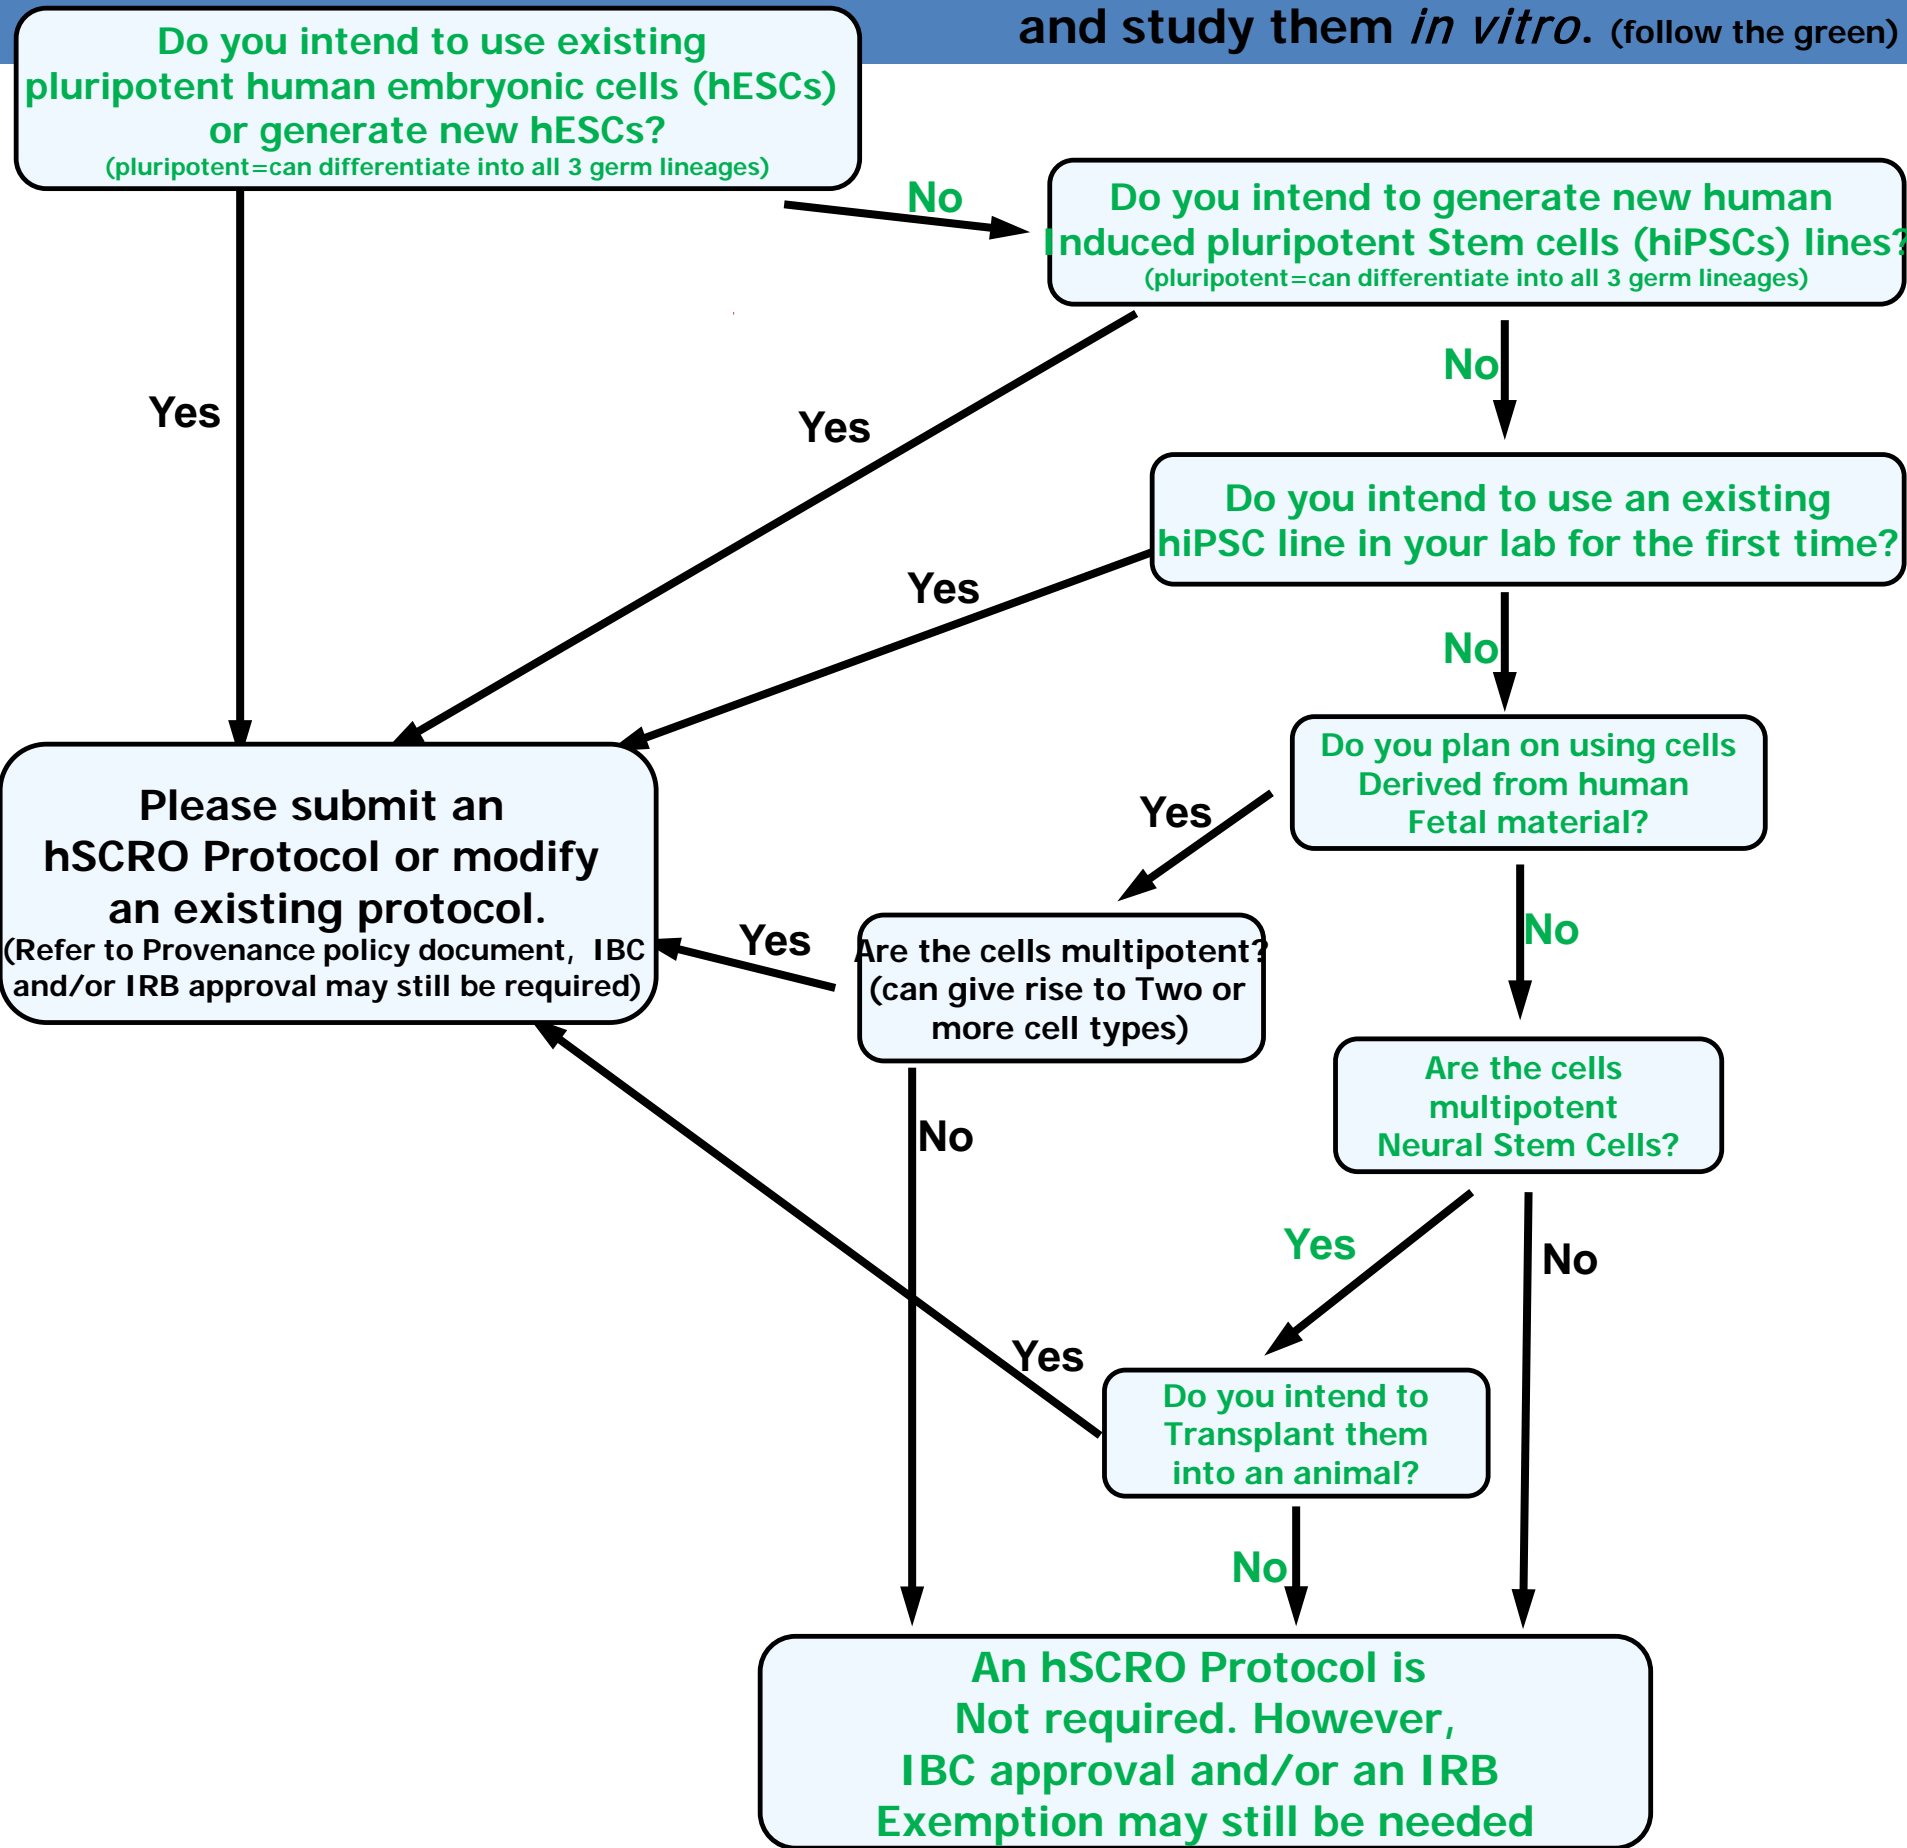 and study them in vitro. (follow the green)
Do you intend to use existing
pluripotent human embryonic cells (hESCs)
or generate new hESCs?
(pluripotent=can differentiate into all 3 germ lineages)
No
Do you intend to generate new human
Induced pluripotent Stem cells (hiPSCs) lines?
(pluripotent=can differentiate into all 3 germ lineages)
Yes
Yes
No
Do you intend to use an existing
hiPSC line in your lab for the first time?
Yes
No
Do you plan on using cells
Derived from human
Fetal material?
Yes
No
Please submit an
hSCRO Protocol or modify
an existing protocol.
(Refer to Provenance policy document, IBC
and/or IRB approval may still be required)
Yes
Are the cells multipotent?
(can give rise to Two or
more cell types)
No
Are the cells
multipotent
Neural Stem Cells?
Yes
No
Yes
Do you intend to
Transplant them
into an animal?
No
An hSCRO Protocol is
Not required. However,
IBC approval and/or an IRB
Exemption may still be needed